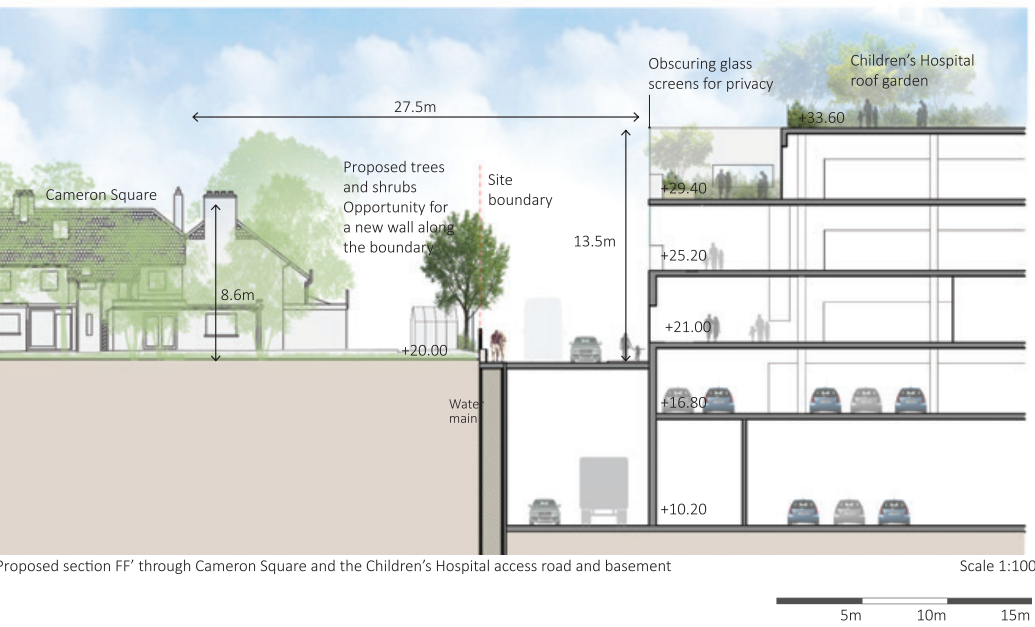 Obscuring glass
screens for privacy
Children's Hospital
roof garden
27.5m
+33.60
Proposed trees
and shrubs
Opportunity for
a new wall along
the boundary
Site
boundary
Cameron Square
+29.40
13.5m
+25.20
8.6m
+21.00
+20.00
Water
main
+16.80
+10.20
Proposed section FF' through Cameron Square and the Children's Hospital access road and basement
Scale 1:100
5m
10m
15m